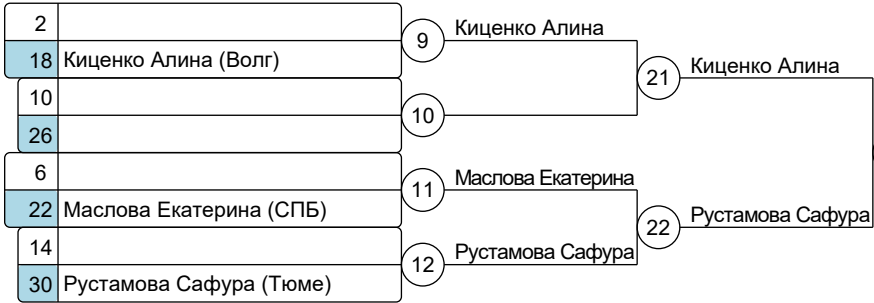 2
18 Киценко Алина (Волг)
10
26
6
22 Маслова Екатерина (СПБ)
14
30 Рустамова Сафура (Тюме)
9
10
11
12
Киценко Алина
Маслова Екатерина
Рустамова Сафура
21
22
Киценко Алина
Рустамова Сафура